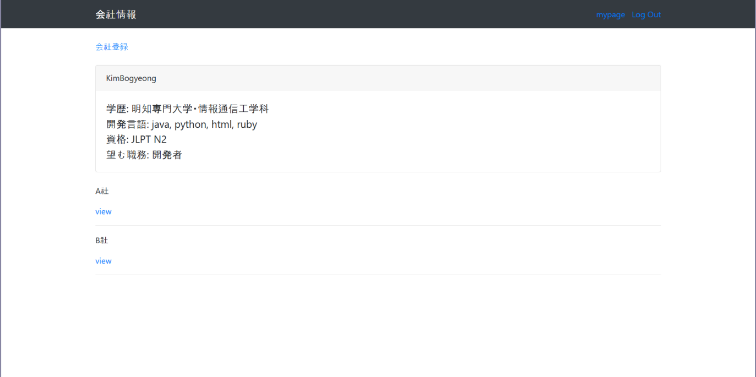 会社情報
mypage
Log Out
会社登録
KimBogyeong
学歴: 明知専門大学・情報通信工学科
開発言語: java, python, html, ruby
資格: JLPT N2
望む職務: 開発者
A社
view
B社
view